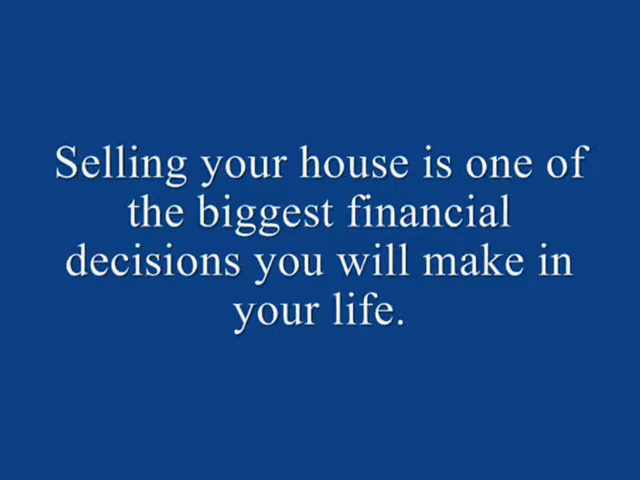 Selling your house is one of
the biggest financial
decisions you will make in
your life.